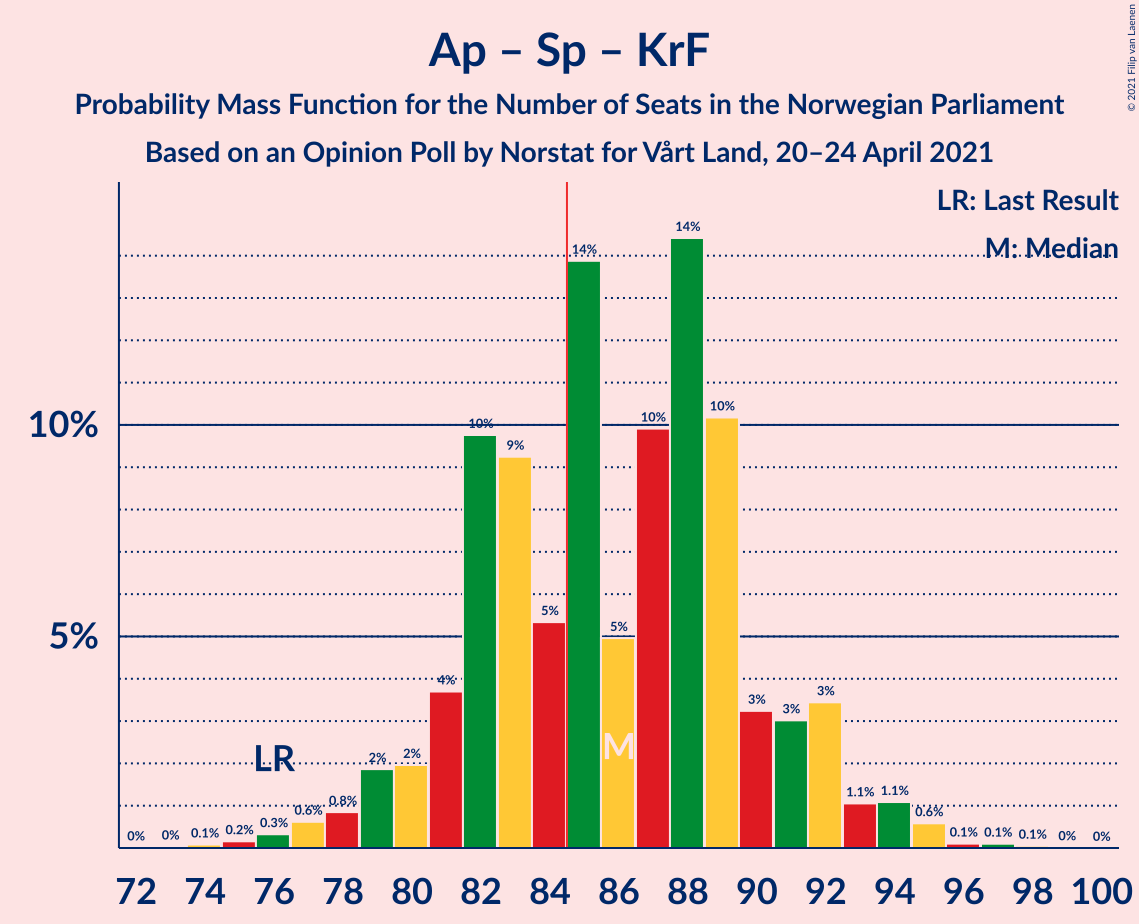 Ap – Sp – KrF
Probability Mass Function for the Number of Seats in the Norwegian Parliament
Based on an Opinion Poll by Norstat for Vårt Land, 20–24 April 2021
© 2021 Filip van Laenen
LR: Last Result
M: Median
10%
5%
0% 0% 0.1% 0.2% 0.3% 0.6% 0.8% 2% 2% 4% 10% 9% 5% 14% 5% 10% 14% 10% 3% 3% 3% 1.1% 1.1% 0.6% 0.1% 0.1% 0.1% 0% 0%
LR
M
72 74 76 78 80 82 84 86 88 90 92 94 96 98 100